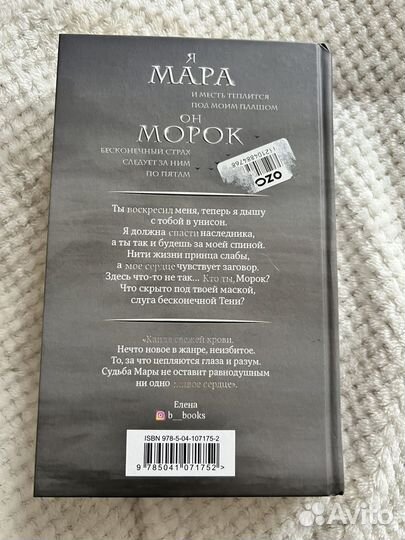 Я
МАРА
И МЕСТЬ ТЕПЛИТСЯ
ПОД МОИМ ПЛАЩОМ
ОН
МОРОК
БЕСКОНЕЧНЫЙ СТРАХ
СЛЕДУЕТ ЗА НИМ
ПО ПЯТАМ
OZO
Ты воскресил меня, теперь я дышу
с тобой в унисон.
Я должна спасти наследника,
а ты так и будешь за моей спиной.
Нити жизни принца слабы,
а мое сердце чувствует заговор.
Здесь что-то не так... Кто ты, Морок?
Что скрыто под твоей маской,
слуга бесконечной Тени?
«Капля свежей крови.
Нечто новое в жанре, неизбитое.
То, за что цепляются глаза и разум.
Судьба Мары не оставит равнодушным
ни одно живое сердце».
Елена
b__books
ISBN 978-5-04-107175-2
9 785041 071752 >
Avito